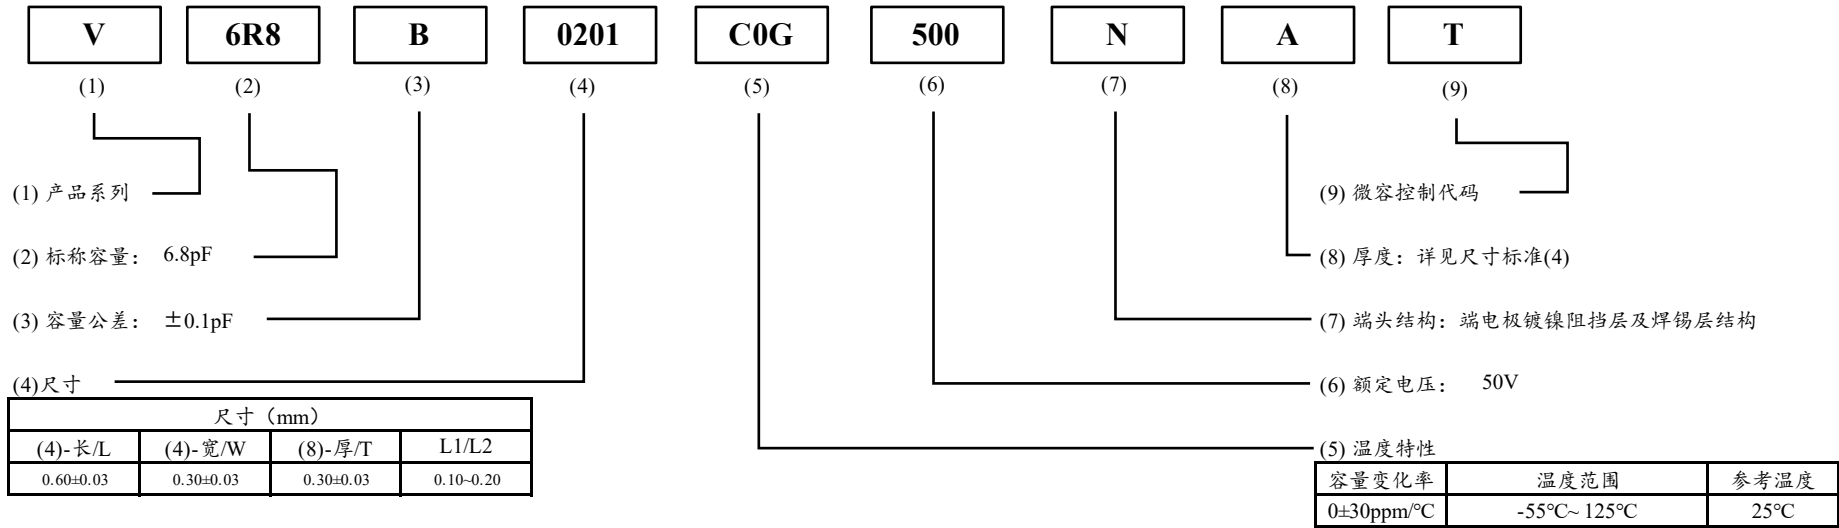 V 6R8 B 0201 C0G 500 N A T
(1) (2) (3) (4) (5) (6) (7) (8) (9)
(1) 产品系列
(9) 微容控制代码
(2) 标称容量： 6.8pF
(8) 厚度：详见尺寸标准(4)
(3) 容量公差： ±0.1pF
(7) 端头结构：端电极镀镍阻挡层及焊锡层结构
(4)尺寸
(6) 额定电压： 50V
尺寸（mm）
(4)-长/L (4)-宽/W (8)-厚/T L1/L2
0.60±0.03 0.30±0.03 0.30±0.03 0.10~0.20
(5) 温度特性
容量变化率 温度范围 参考温度
0±30ppm/°C -55°C~ 125°C 25°C